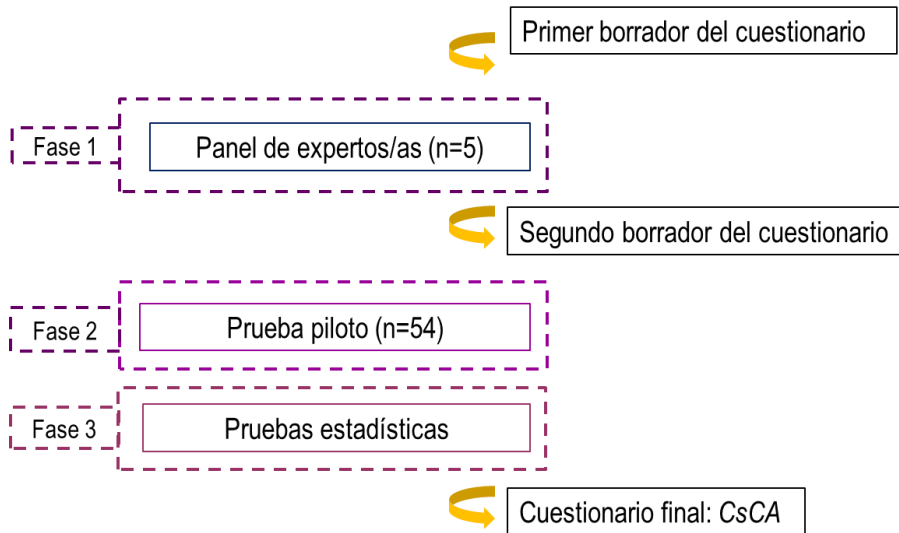 Primer borrador del cuestionario
Fase 1
Panel de expertos/as (n=5)
Segundo borrador del cuestionario
Fase 2
Prueba piloto (n=54)
Fase 3
Pruebas estadísticas
Cuestionario final: CsCA